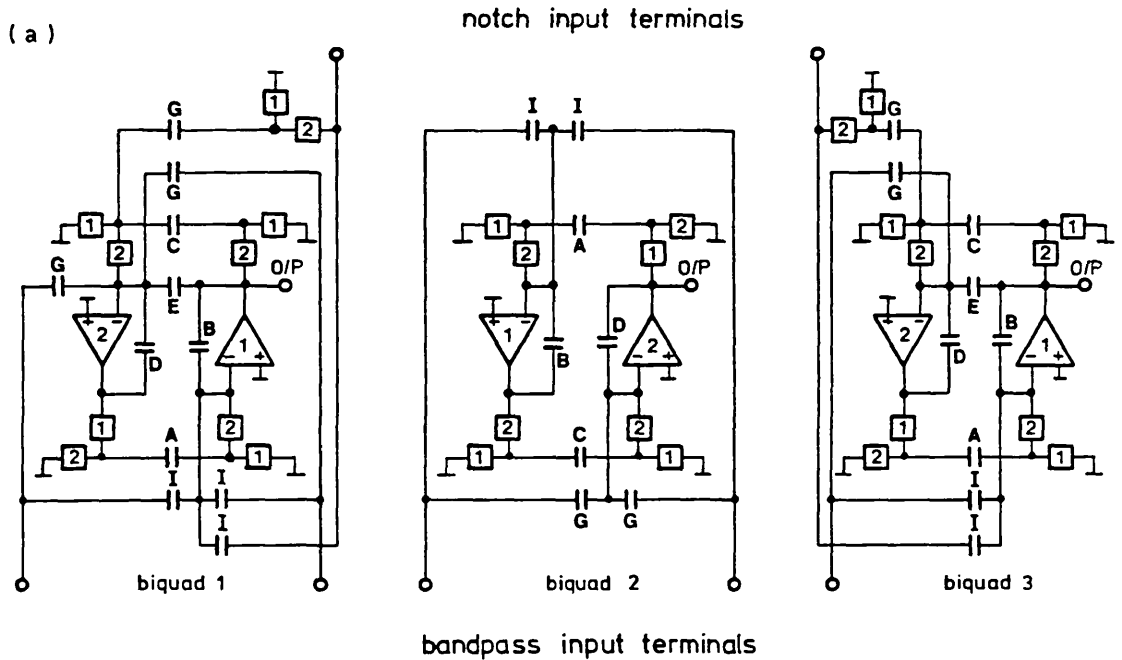 notch input terminals
(a)
1
G
2
I I
1
G
2
G
G
1
C
1
2
2
1
A
2
2
1
1
C
1
2
2
G
E
O/P
O/P
E
O/P
+ −
2
D
B
1
− +
+ −
1
B
D
2
− +
+ −
2
D
B
1
− +
1
2
2
2
1
2
2
A
1
1
C
1
2
A
1
I I
G G
I
I
I
biquad 1
biquad 2
biquad 3
bandpass input terminals